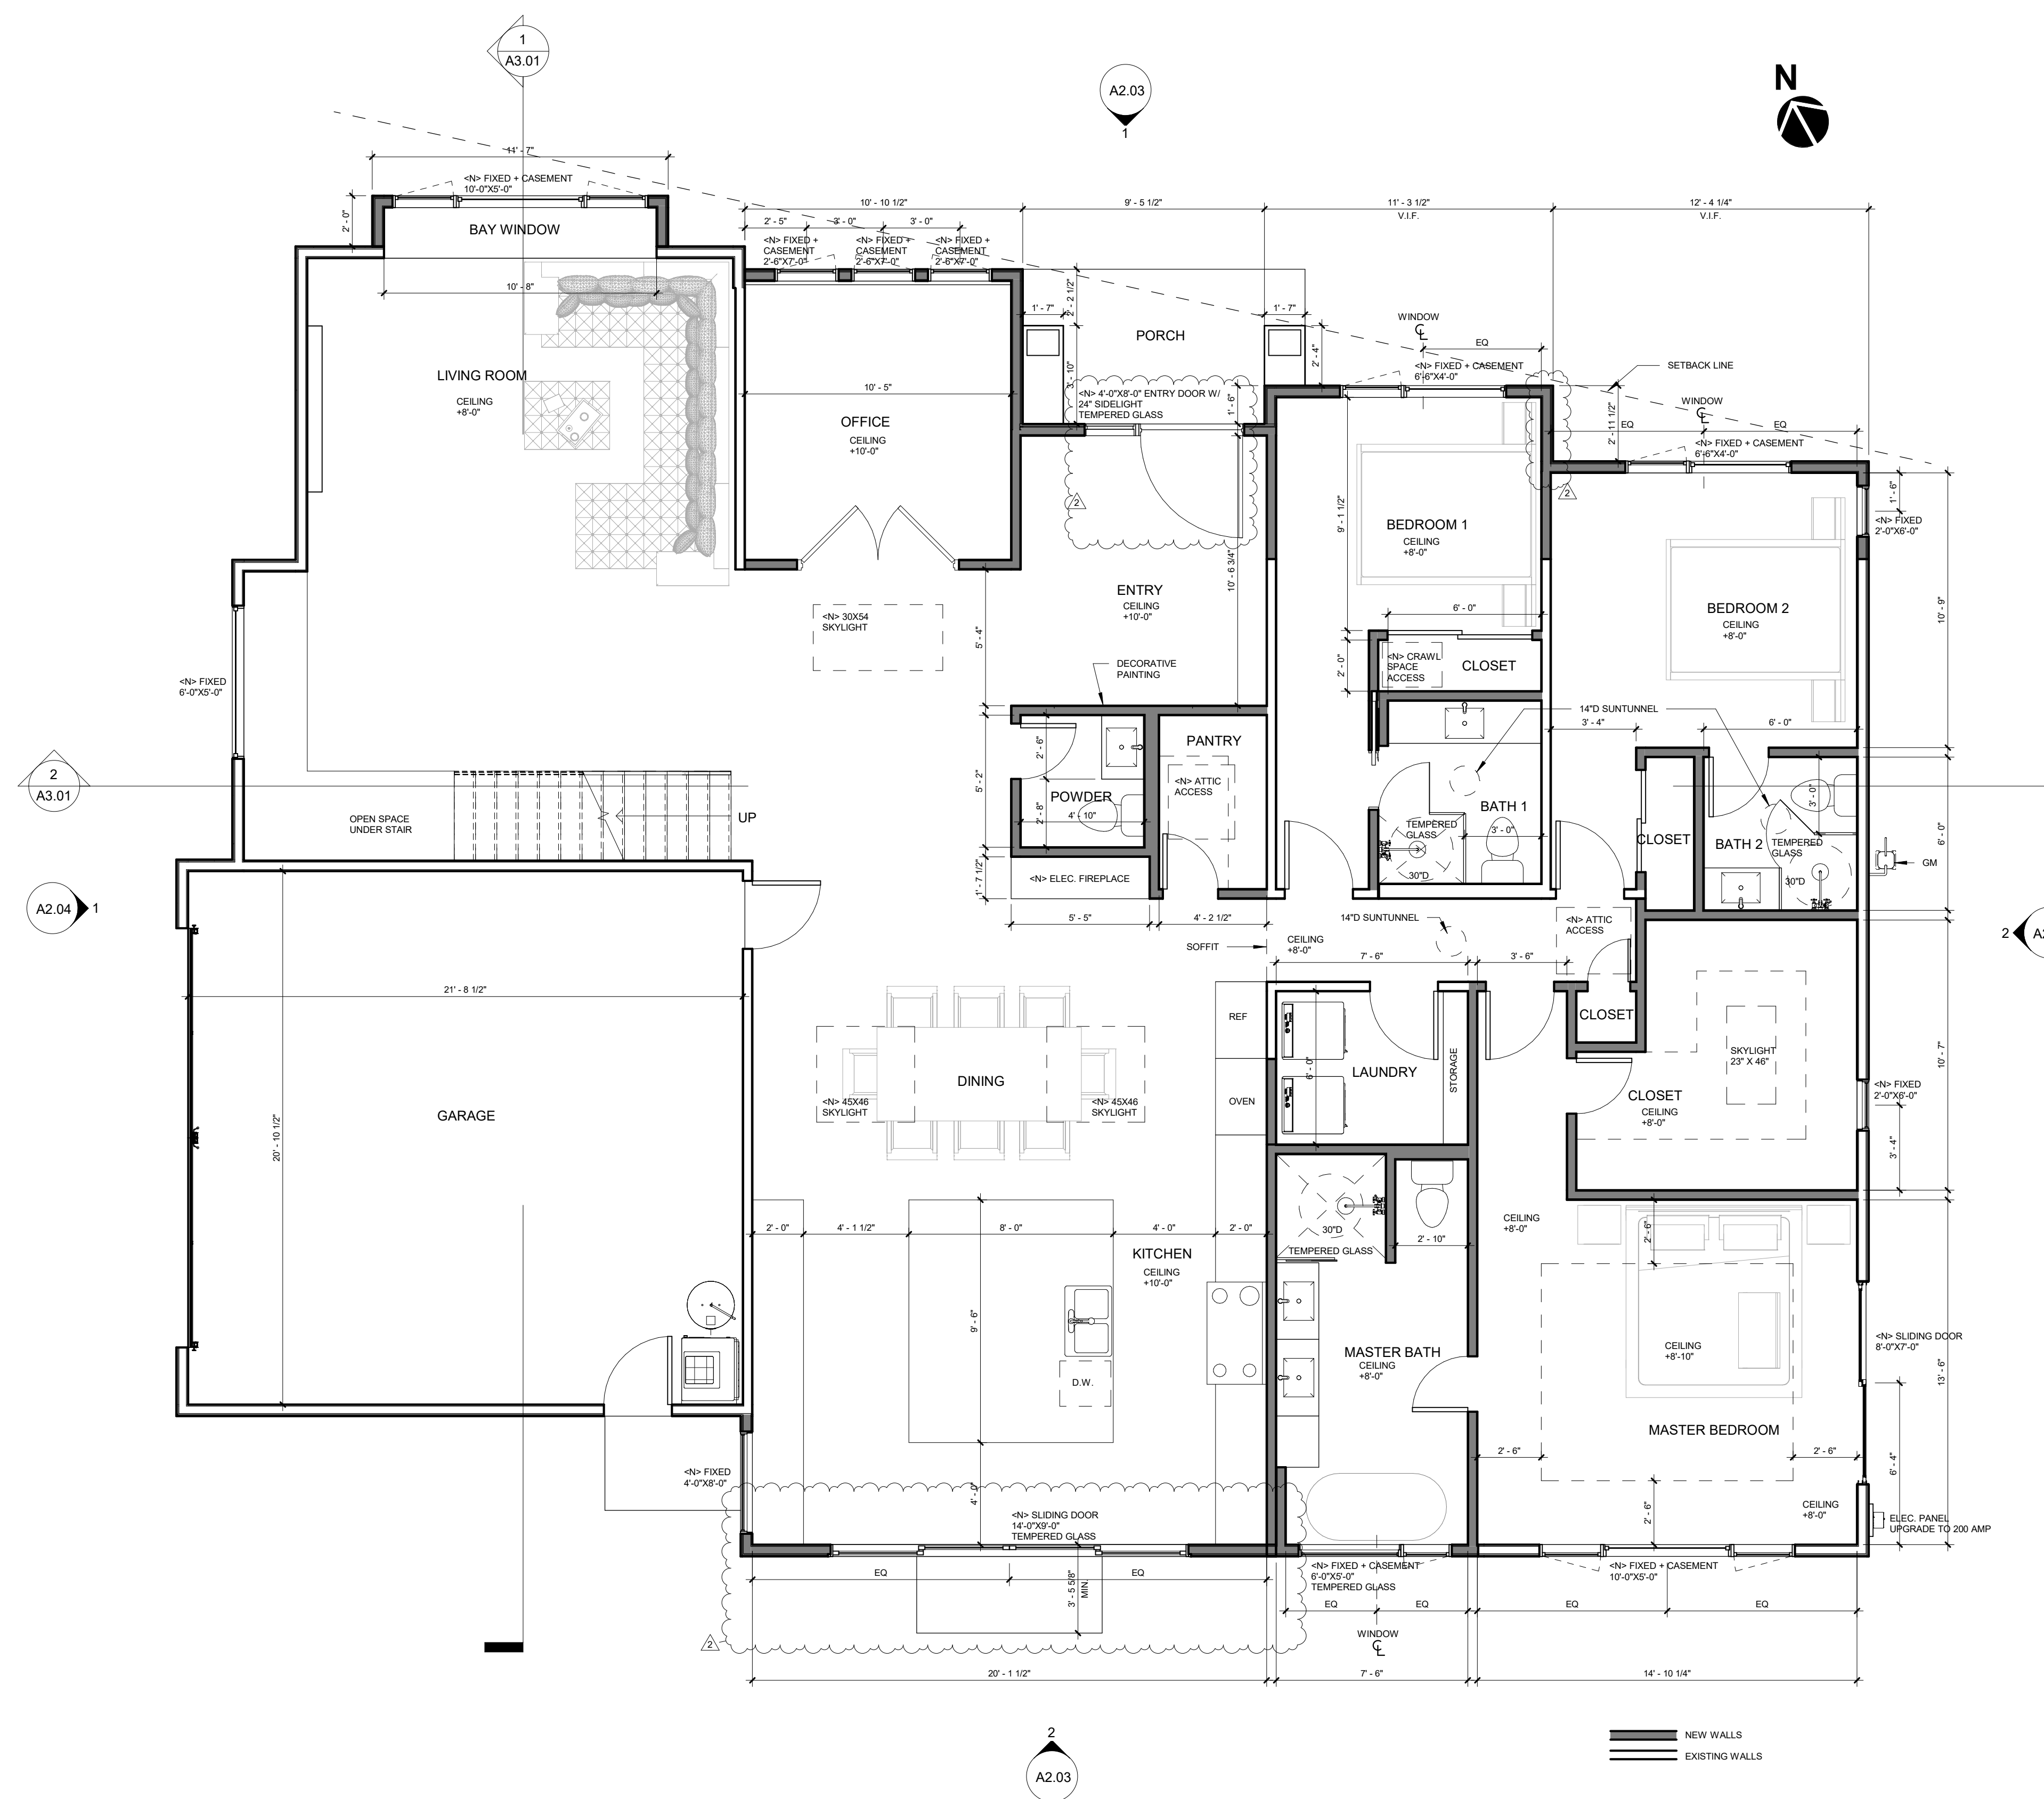 1
A3.01
A2.03
1
N
11' - 7"
<N> FIXED + CASEMENT
10'-0"X5'-0"
2' - 0"
BAY WINDOW
10' - 8"
10' - 10 1/2"
9' - 5 1/2"
11' - 3 1/2"
V.I.F.
12' - 4 1/4"
V.I.F.
2' - 5"
3' - 0"
3' - 0"
<N> FIXED +
CASEMENT
2'-6"X7'-0"
<N> FIXED +
CASEMENT
2'-6"X7'-0"
<N> FIXED +
CASEMENT
2'-6"X7'-0"
2' - 2 1/2"
1' - 7"
1' - 7"
PORCH
3' - 10"
2' - 4"
WINDOW
CL
EQ
<N> FIXED + CASEMENT
6'-6"X4'-0"
SETBACK LINE
WINDOW
CL
EQ
EQ
2' - 11 1/2"
<N> FIXED + CASEMENT
6'-6"X4'-0"
LIVING ROOM
CEILING
+8'-0"
10' - 5"
OFFICE
CEILING
+10'-0"
<N> 4'-0"X8'-0" ENTRY DOOR W/
24" SIDELIGHT
TEMPERED GLASS
1' - 6"
2
2
9' - 1 1/2"
BEDROOM 1
CEILING
+8'-0"
1' - 6"
<N> FIXED
2'-0"X6'-0"
10' - 6 3/4"
ENTRY
CEILING
+10'-0"
<N> 30X54
SKYLIGHT
5' - 4"
6' - 0"
BEDROOM 2
CEILING
+8'-0"
10' - 9"
DECORATIVE
PAINTING
2' - 0"
<N> CRAWL
SPACE
ACCESS
CLOSET
<N> FIXED
6'-0"X5'-0"
14"D SUNTUNNEL
3' - 4"
6' - 0"
2
A3.01
OPEN SPACE
UNDER STAIR
UP
5' - 2"
2' - 6"
2' - 8"
POWDER
4' - 10"
PANTRY
<N> ATTIC
ACCESS
BATH 1
TEMPERED
GLASS
3' - 0"
30"D
CLOSET
BATH 2
3' - 0"
TEMPERED
GLASS
30"D
6' - 0"
GM
1' - 7 1/2"
<N> ELEC. FIREPLACE
5' - 5"
4' - 2 1/2"
A2.04
1
SOFFIT
CEILING
+8'-0"
14"D SUNTUNNEL
<N> ATTIC
ACCESS
2
7' - 6"
3' - 6"
21' - 8 1/2"
20' - 10 1/2"
GARAGE
<N> 45X46
SKYLIGHT
DINING
<N> 45X46
SKYLIGHT
REF
OVEN
6' - 0"
LAUNDRY
STORAGE
CLOSET
CLOSET
CEILING
+8'-0"
SKYLIGHT
23" X 46"
10' - 7"
<N> FIXED
2'-0"X6'-0"
3' - 4"
2' - 0"
4' - 1 1/2"
8' - 0"
4' - 0"
2' - 0"
KITCHEN
CEILING
+10'-0"
9' - 6"
D.W.
4' - 0"
30"D
TEMPERED GLASS
2' - 10"
CEILING
+8'-0"
2' - 6"
MASTER BATH
CEILING
+8'-0"
CEILING
+8'-10"
<N> SLIDING DOOR
8'-0"X7'-0"
13' - 6"
MASTER BEDROOM
2' - 6"
2' - 6"
2' - 6"
6' - 4"
CEILING
+8'-0"
ELEC. PANEL
UPGRADE TO 200 AMP
<N> FIXED
4'-0"X8'-0"
<N> SLIDING DOOR
14'-0"X9'-0"
TEMPERED GLASS
EQ
EQ
3' - 5 5/8"
MIN.
<N> FIXED + CASEMENT
6'-0"X5'-0"
TEMPERED GLASS
<N> FIXED + CASEMENT
10'-0"X5'-0"
EQ
EQ
EQ
EQ
WINDOW
CL
2
20' - 1 1/2"
7' - 6"
14' - 10 1/4"
2
A2.03
NEW WALLS
EXISTING WALLS